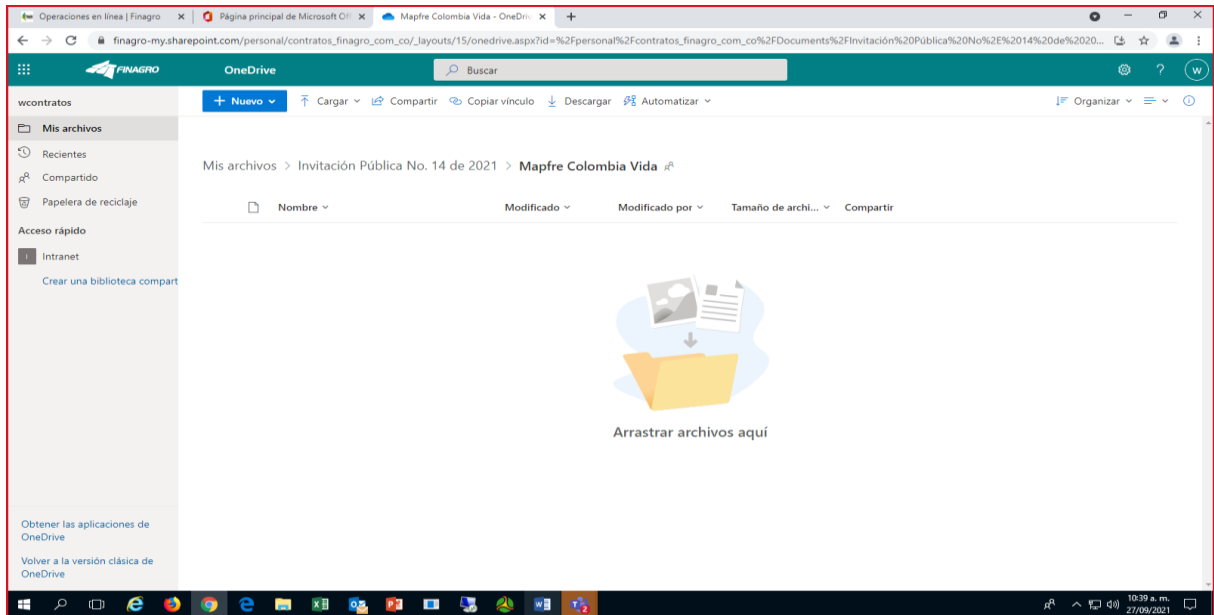 Operaciones en línea | Finagro
Página principal de Microsoft Off
Mapfre Colombia Vida - OneDriv
finagro-my.sharepoint.com/personal/contratos_finagro_com_co/_layouts/15/onedrive.aspx?id=%2Fpersonal%2Fcontratos_finagro_com_co%2FDocuments%2FInvitación%20Pública%20No%2E%2014%20de%2020...
FINAGRO
OneDrive
Buscar
? W
wcontratos
+ Nuevo
Cargar
Compartir
Copiar vínculo
Descargar
Automatizar
Organizar
Mis archivos
Recientes
Compartido
Papelera de reciclaje
Acceso rápido
I Intranet
Crear una biblioteca compart
Mis archivos > Invitación Pública No. 14 de 2021 > Mapfre Colombia Vida
Nombre Modificado Modificado por Tamaño de archi... Compartir
Arrastrar archivos aquí
Obtener las aplicaciones de
OneDrive
Volver a la versión clásica de
OneDrive
10:39 a. m.
27/09/2021